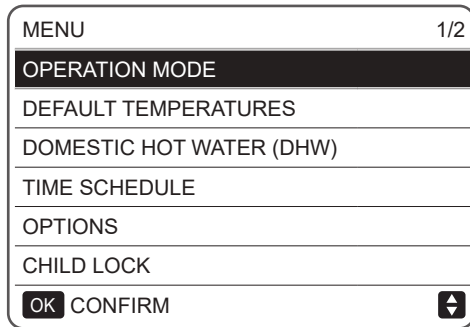 MENU 1/2
OPERATION MODE
DEFAULT TEMPERATURES
DOMESTIC HOT WATER (DHW)
TIME SCHEDULE
OPTIONS
CHILD LOCK
OK CONFIRM